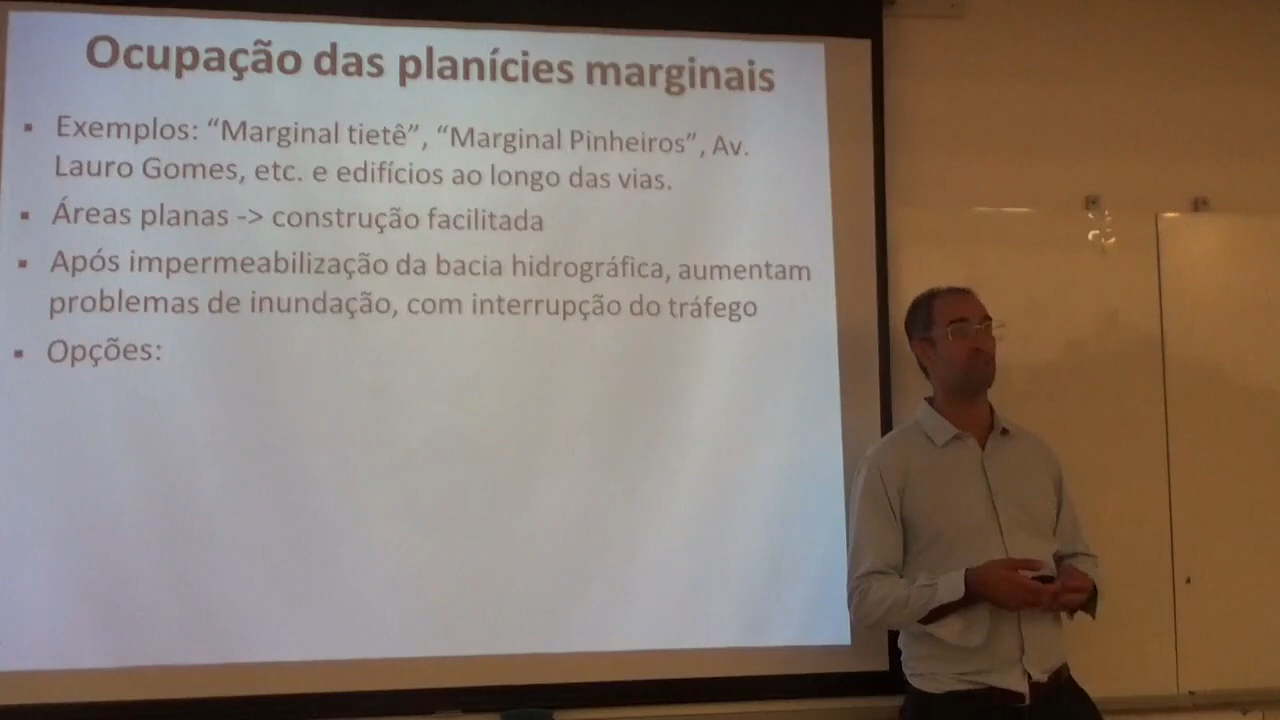 Ocupação das planícies marginais
▪ Exemplos: “Marginal tietê”, “Marginal Pinheiros”, Av.
Lauro Gomes, etc. e edifícios ao longo das vias.
▪ Áreas planas -> construção facilitada
▪ Após impermeabilização da bacia hidrográfica, aumentam
problemas de inundação, com interrupção do tráfego
▪ Opções: